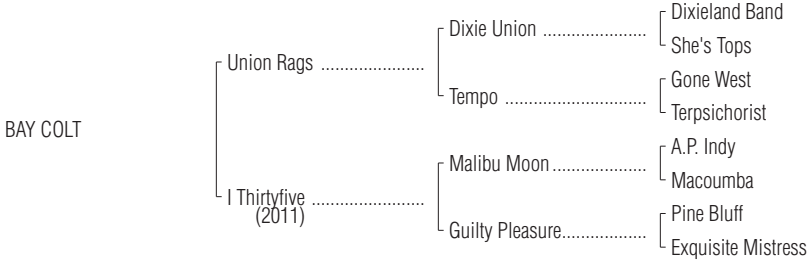 Dixieland Band
Dixie Union ......................
She's Tops
Union Rags ......................
Gone West
Tempo ..............................
Terpsichorist
BAY COLT
A.P. Indy
Malibu Moon....................
Macoumba
I Thirtyfive ........................
(2011)
Pine Bluff
Guilty Pleasure..................
Exquisite Mistress